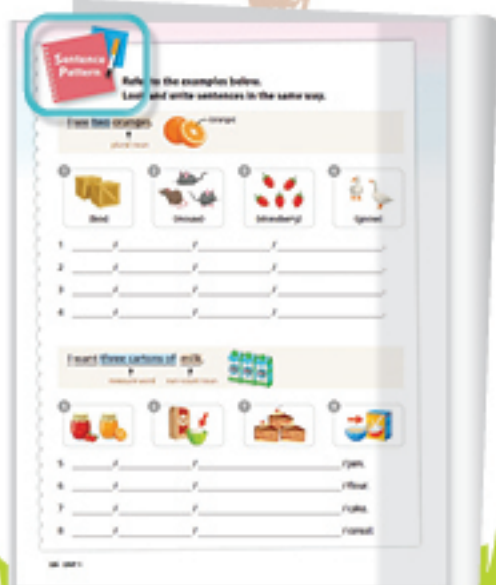 Sentence
Pattern
Refer to the examples below.
Look and write sentences in the same way.
I see two oranges.
(orange)
plural noun
(box)
(mouse)
(strawberry)
(goose)
1 / / / .
2 / / / .
3 / / / .
4 / / / .
I want three cartons of milk.
measure word
non-count noun
5 / / / jam.
6 / / / flour.
7 / / / cake.
8 / / / cereal.